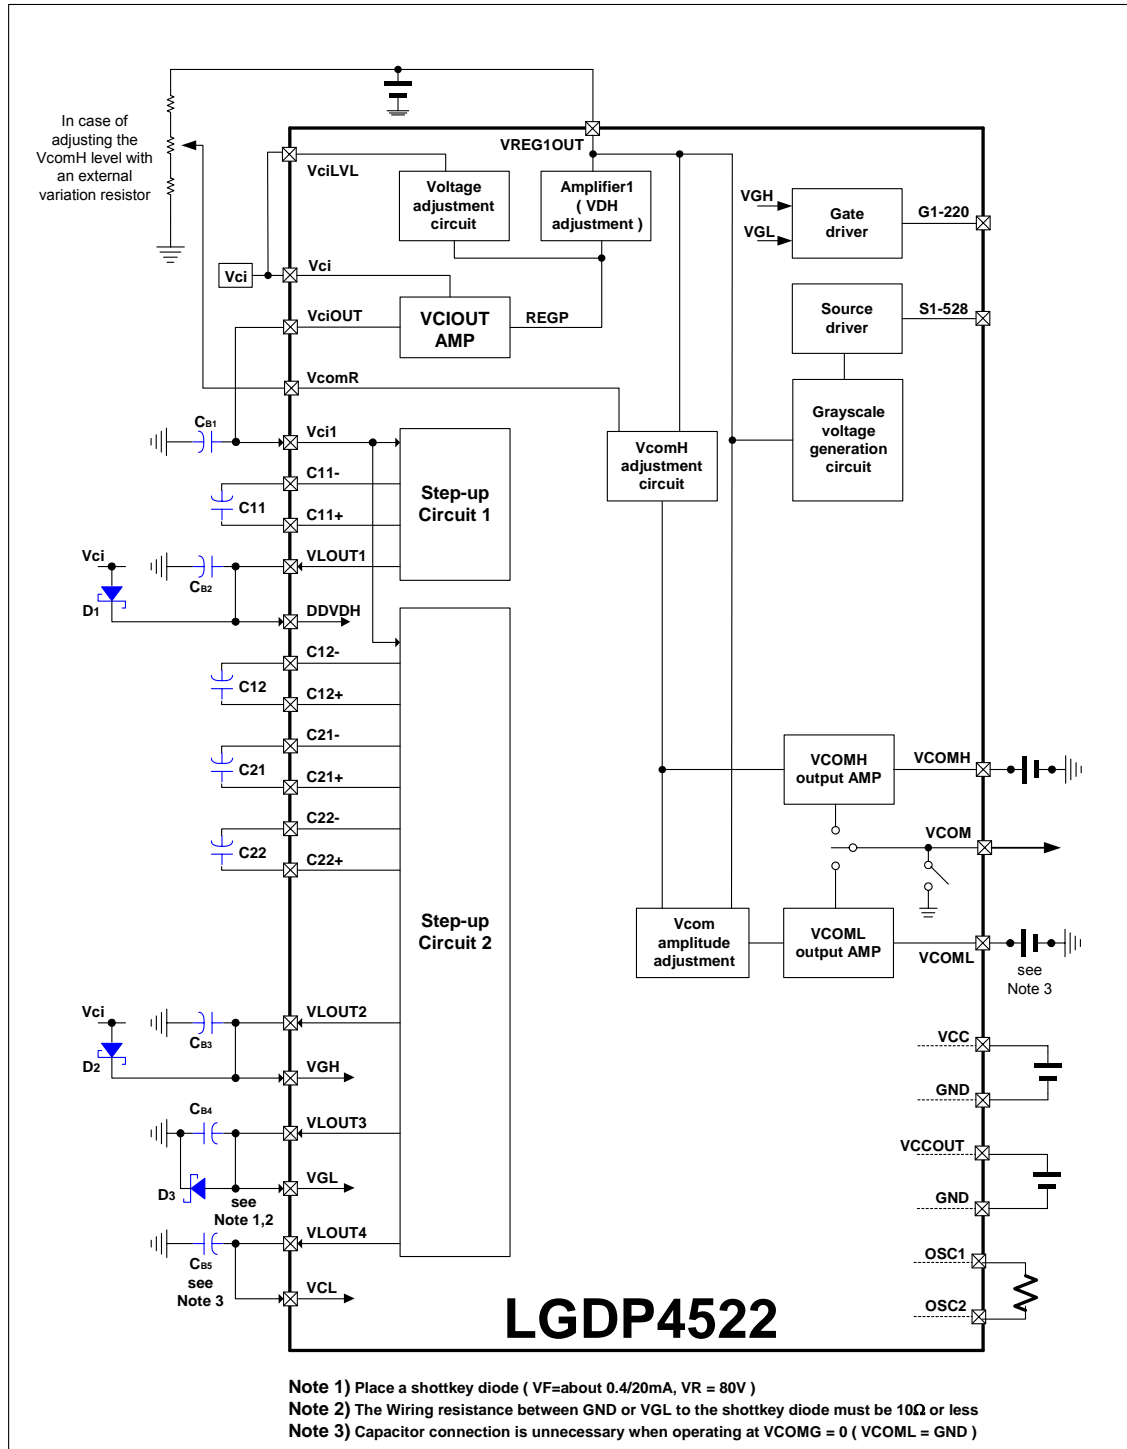 In case of
adjusting the
VcomH level with
an external
variation resistor
VREG1OUT
VciLVL
Voltage
adjustment
circuit
Amplifier1
( VDH
adjustment )
VGH
VGL
Gate
driver
G1-220
Vci
Vci
VciOUT
VCIOUT
AMP
REGP
Source
driver
S1-528
VcomR
Grayscale
voltage
generation
circuit
CB1
Vci1
VcomH
adjustment
circuit
C11-
C11
C11+
Step-up
Circuit 1
Vci
CB2
VLOUT1
D1
DDVDH
C12-
C12
C12+
C21-
C21
C21+
C22-
C22
C22+
Step-up
Circuit 2
VCOMH
output AMP
VCOMH
VCOM
Vcom
amplitude
adjustment
VCOML
output AMP
VCOML
see
Note 3
Vci
CB3
VLOUT2
D2
VGH
CB4
VLOUT3
D3
VGL
see
Note 1,2
VLOUT4
CB5
see
Note 3
VCL
VCC
GND
VCCOUT
GND
OSC1
OSC2
LGDP4522
Note 1) Place a shottkey diode ( VF=about 0.4/20mA, VR = 80V )
Note 2) The Wiring resistance between GND or VGL to the shottkey diode must be 10Ω or less
Note 3) Capacitor connection is unnecessary when operating at VCOMG = 0 ( VCOML = GND )